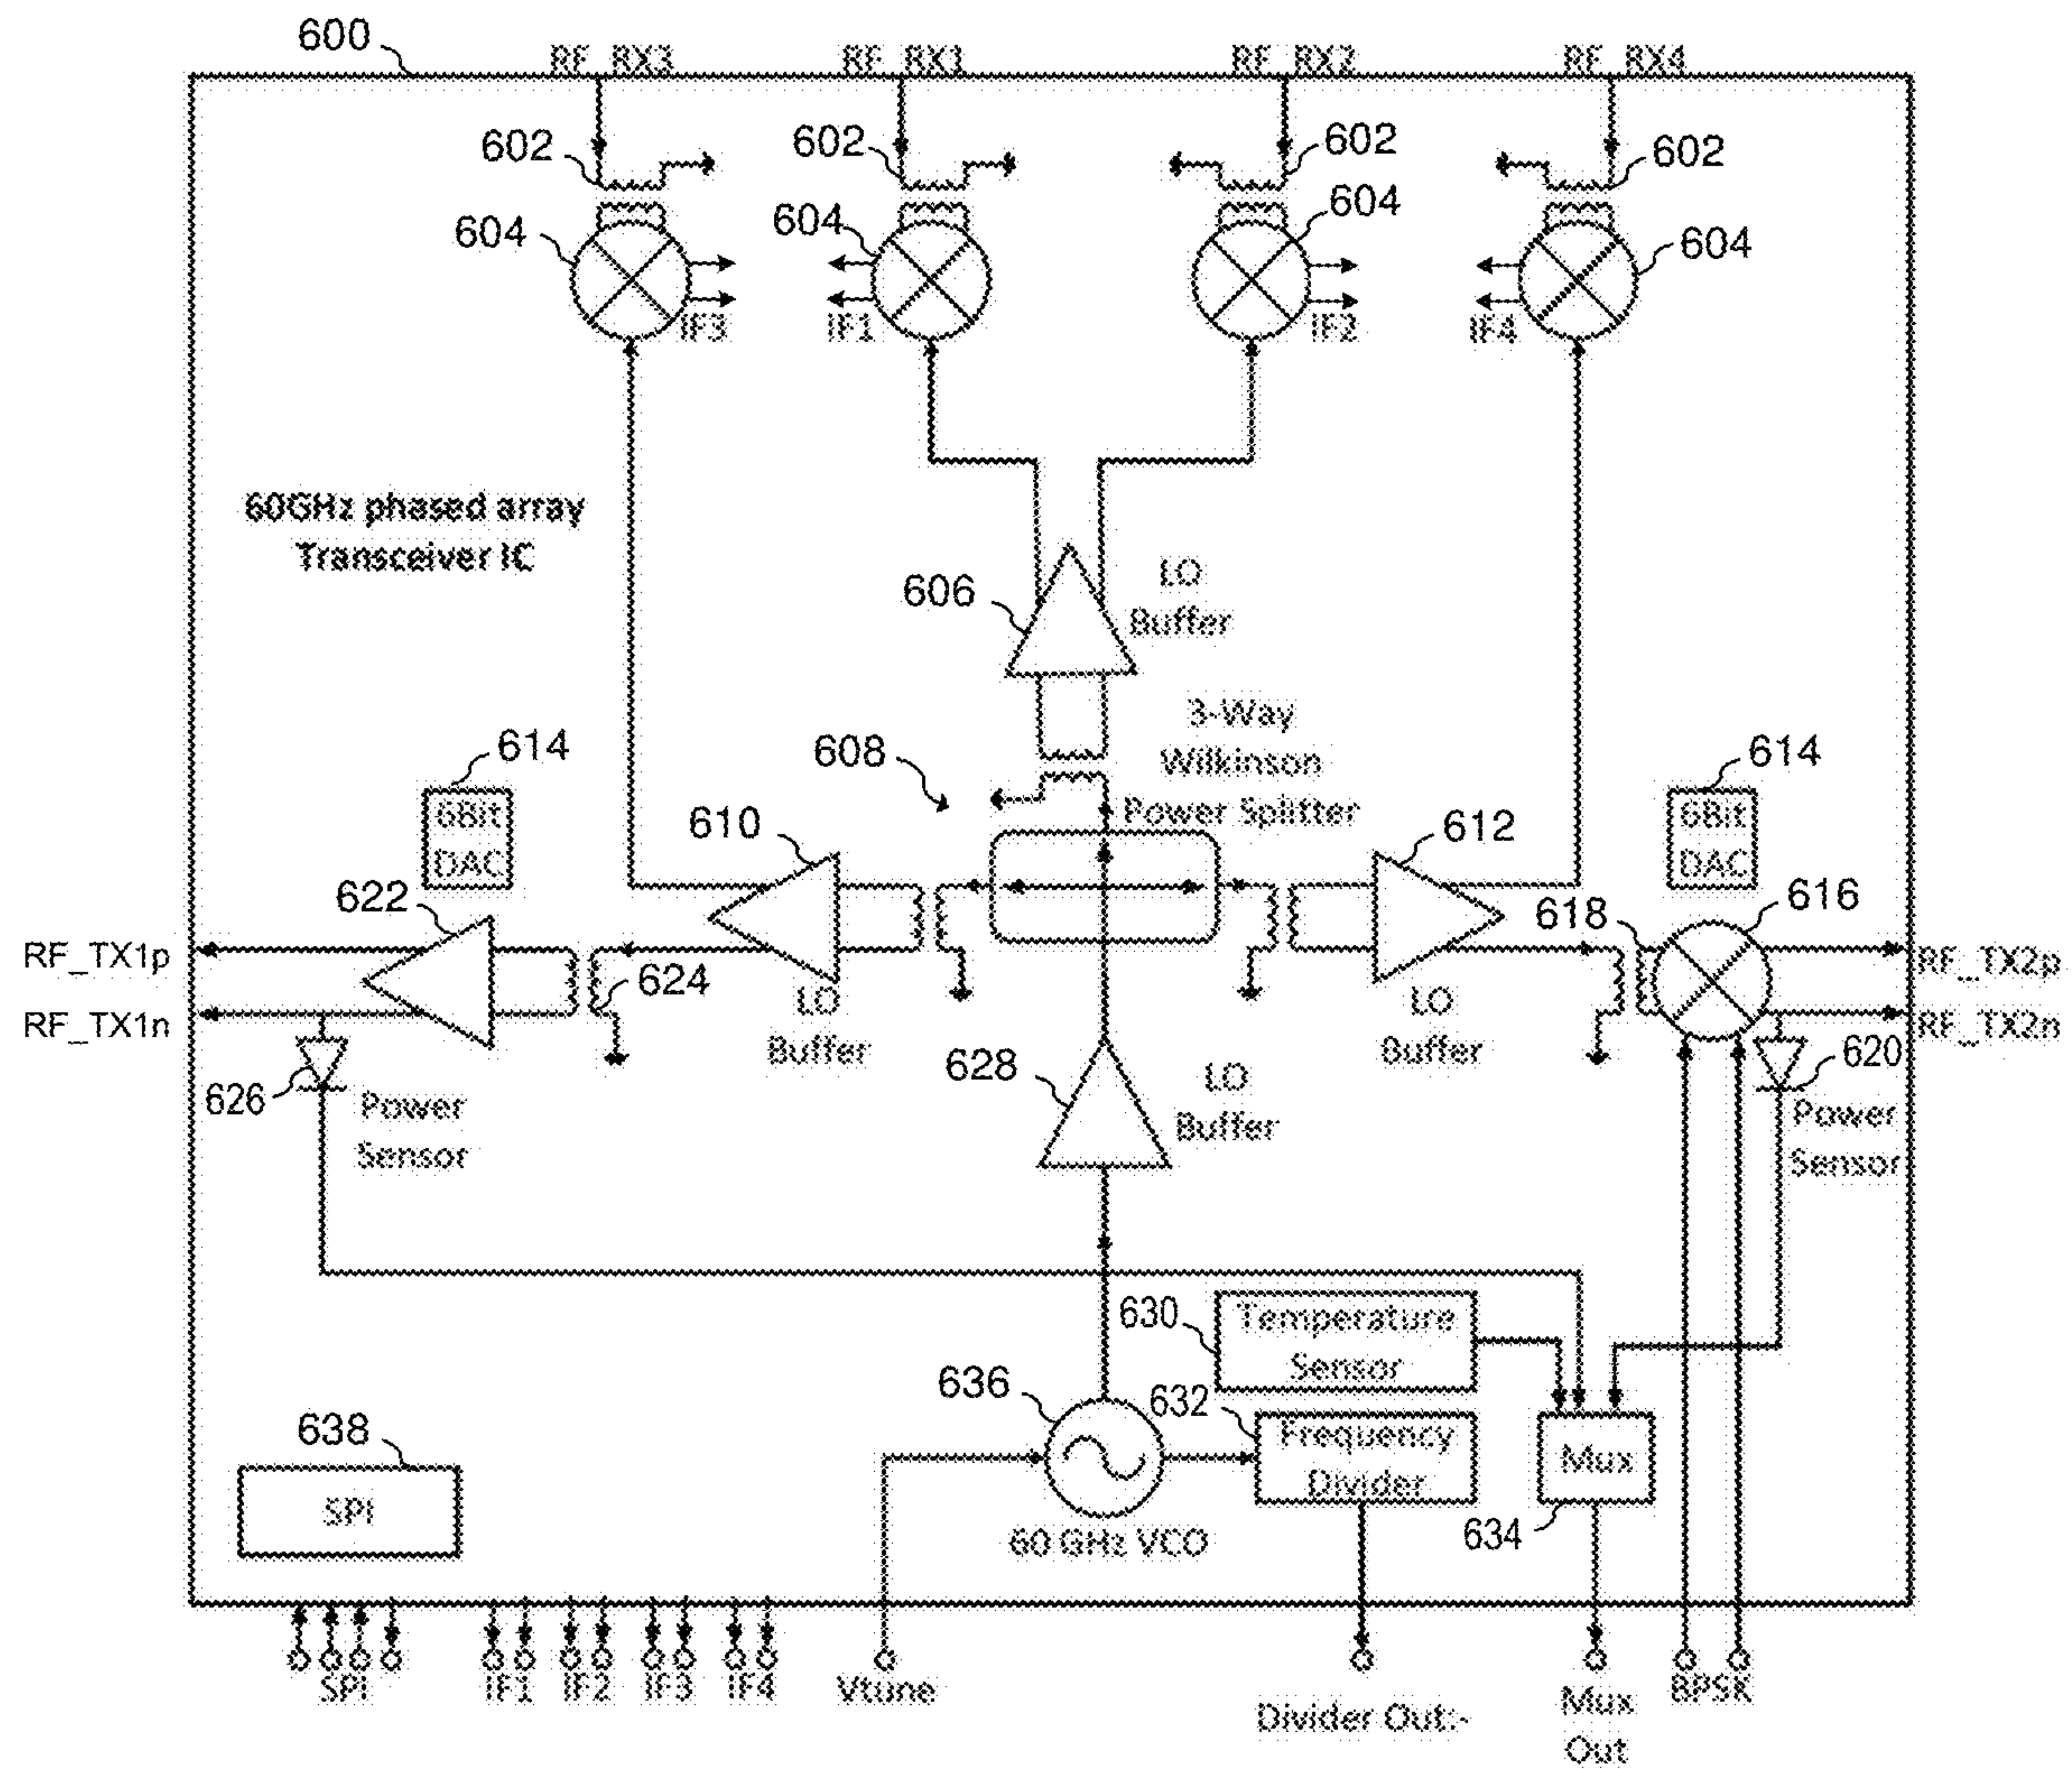 600
RF_RX3 RF_RX1 RF_RX2 RF_RX4
602 602 602 602
604 604 604 604
IF3 IF1 IF2 IF4
60GHz phased array
Transceiver IC
606
LO
Buffer
608
3-Way
Wilkinson
Power Splitter
614
6Bit
DAC
610
612
614
6Bit
DAC
622
618
616
RF_TX1p
RF_TX1n
624
LO
Buffer
LO
Buffer
RF_TX2p
RF_TX2n
626
Power
Sensor
628
LO
Buffer
620
Power
Sensor
630
Temperature
Sensor
636
632
Frequency
Divider
Mux
634
638
SPI
60 GHz VCO
SPI IF1 IF2 IF3 IF4 Vtune
Divider Out:-
Mux
Out
BPSK